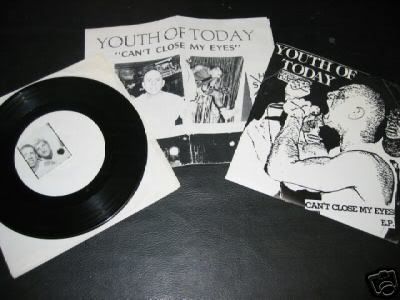 YOUTH OF TODAY
"CAN'T CLOSE MY EYES"
YOUTH OF
TODAY
CAN'T CLOSE MY EYES
E.P.